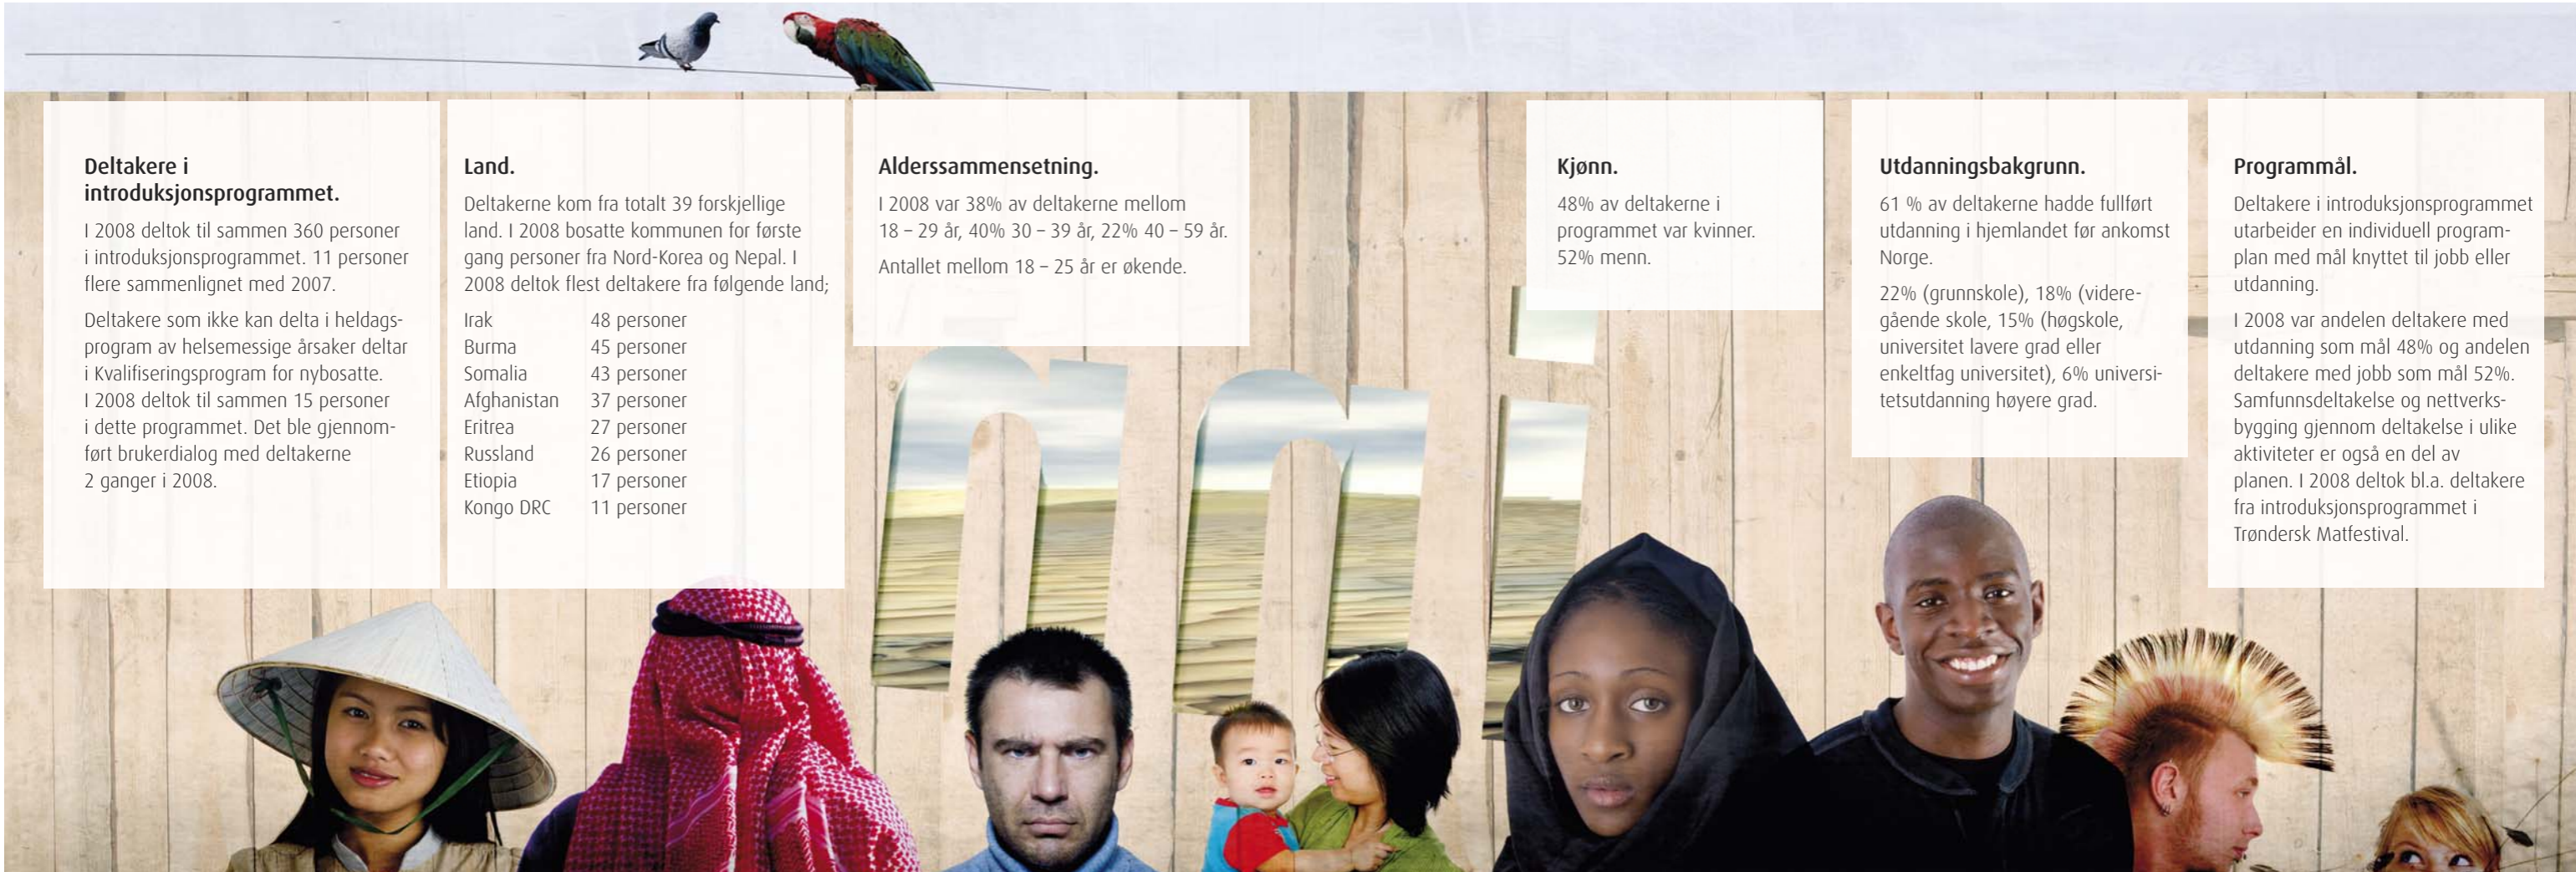 Deltakere i
introduksjonsprogrammet.
I 2008 deltok til sammen 360 personer
i introduksjonsprogrammet. 11 personer
flere sammenlignet med 2007.
Deltakere som ikke kan delta i heldags-
program av helsemessige årsaker deltar
i Kvalifiseringsprogram for nybosatte.
I 2008 deltok til sammen 15 personer
i dette programmet. Det ble gjennom-
ført brukerdialog med deltakerne
2 ganger i 2008.
Land.
Deltakerne kom fra totalt 39 forskjellige
land. I 2008 bosatte kommunen for første
gang personer fra Nord-Korea og Nepal. I
2008 deltok flest deltakere fra følgende land;
Irak 48 personer
Burma 45 personer
Somalia 43 personer
Afghanistan 37 personer
Eritrea 27 personer
Russland 26 personer
Etiopia 17 personer
Kongo DRC 11 personer
Alderssammensetning.
I 2008 var 38% av deltakerne mellom
18 – 29 år, 40% 30 – 39 år, 22% 40 – 59 år.
Antallet mellom 18 – 25 år er økende.
Kjønn.
48% av deltakerne i
programmet var kvinner.
52% menn.
Utdanningsbakgrunn.
61 % av deltakerne hadde fullført
utdanning i hjemlandet før ankomst
Norge.
22% (grunnskole), 18% (videre-
gående skole, 15% (høgskole,
universitet lavere grad eller
enkeltfag universitet), 6% universi-
tetsutdanning høyere grad.
Programmål.
Deltakere i introduksjonsprogrammet
utarbeider en individuell program-
plan med mål knyttet til jobb eller
utdanning.
I 2008 var andelen deltakere med
utdanning som mål 48% og andelen
deltakere med jobb som mål 52%.
Samfunnsdeltakelse og nettverks-
bygging gjennom deltakelse i ulike
aktiviteter er også en del av
planen. I 2008 deltok bl.a. deltakere
fra introduksjonsprogrammet i
Trøndersk Matfestival.